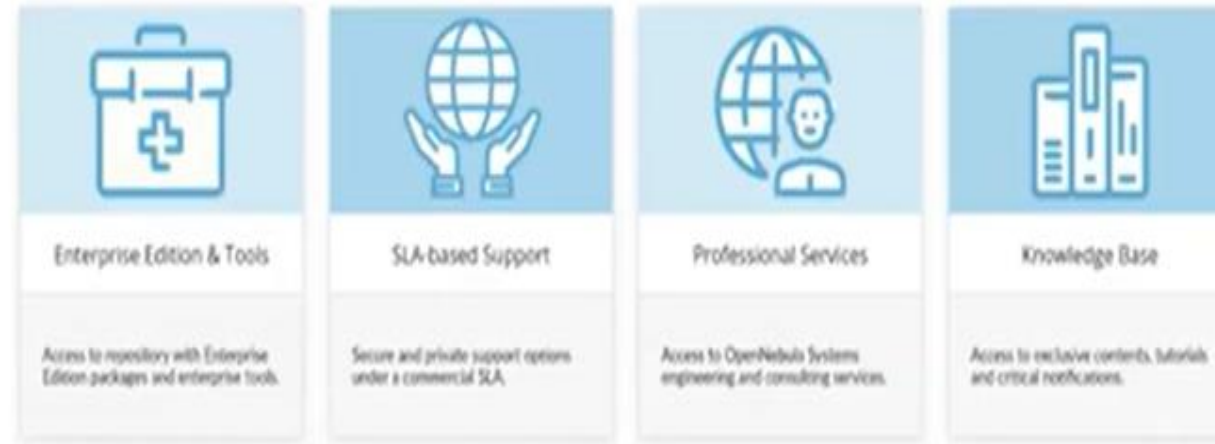 Enterprise Edition & Tools
Access to repository with Enterprise
Edition packages and enterprise tools.
SLA-based Support
Secure and private support options
under a commercial SLA.
Professional Services
Access to OpenNebula Systems
engineering and consulting services.
Knowledge Base
Access to exclusive contents, tutorials
and critical notifications.